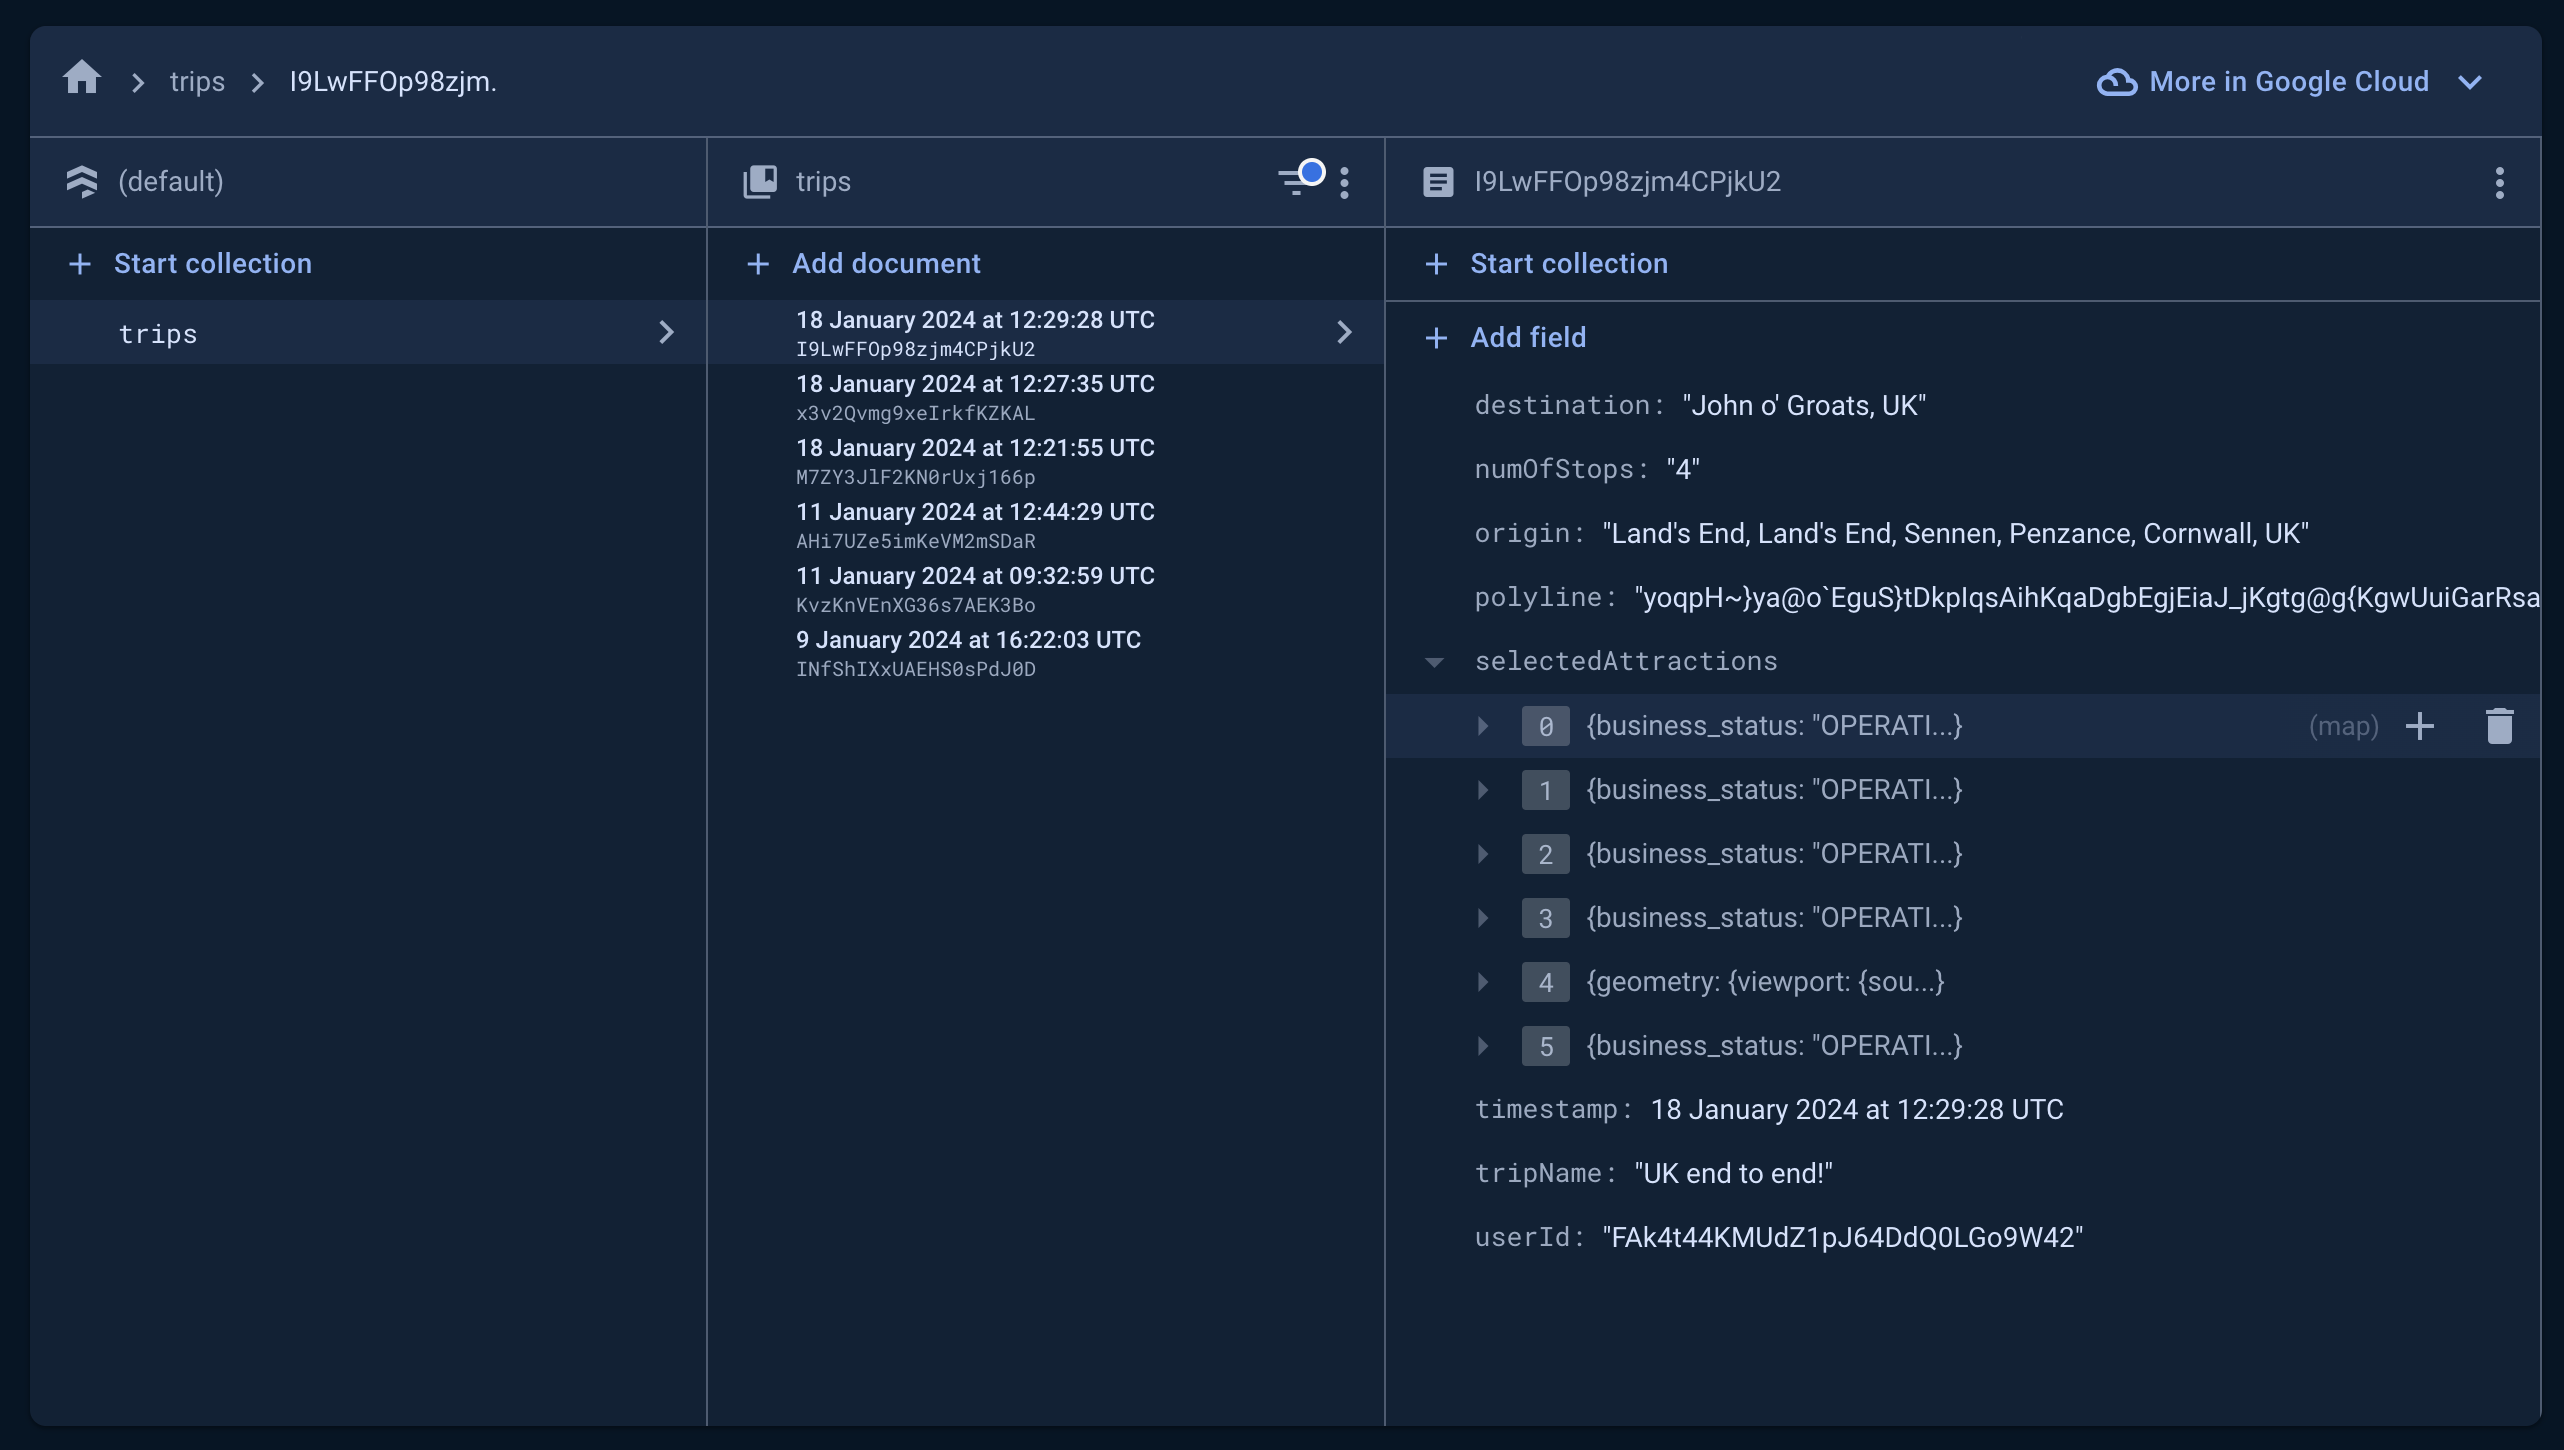 trips
I9LwFFOp98zjm.
More in Google Cloud
(default)
trips
I9LwFFOp98zjm4CPjkU2
Start collection
Add document
Start collection
trips
18 January 2024 at 12:29:28 UTC
I9LwFFOp98zjm4CPjkU2
18 January 2024 at 12:27:35 UTC
x3v2Qvmg9xeIrkfKZKAL
18 January 2024 at 12:21:55 UTC
M7ZY3JlF2KN0rUxj166p
11 January 2024 at 12:44:29 UTC
AHi7UZe5imKeVM2mSDaR
11 January 2024 at 09:32:59 UTC
KvzKnVEnXG36s7AEK3Bo
9 January 2024 at 16:22:03 UTC
INfShIXxUAEHS0sPdJ0D
Add field
destination: "John o' Groats, UK"
numOfStops: "4"
origin: "Land's End, Land's End, Sennen, Penzance, Cornwall, UK"
polyline: "yoqpH~}ya@o`EguS}tDkpIqsAihKqaDgbEgjEiaJ_jKgtg@g{KgwUuiGarRsa
selectedAttractions
0 {business_status: "OPERATI...} (map)
1 {business_status: "OPERATI...}
2 {business_status: "OPERATI...}
3 {business_status: "OPERATI...}
4 {geometry: {viewport: {sou...}
5 {business_status: "OPERATI...}
timestamp: 18 January 2024 at 12:29:28 UTC
tripName: "UK end to end!"
userId: "FAk4t44KMUdZ1pJ64DdQ0LGo9W42"